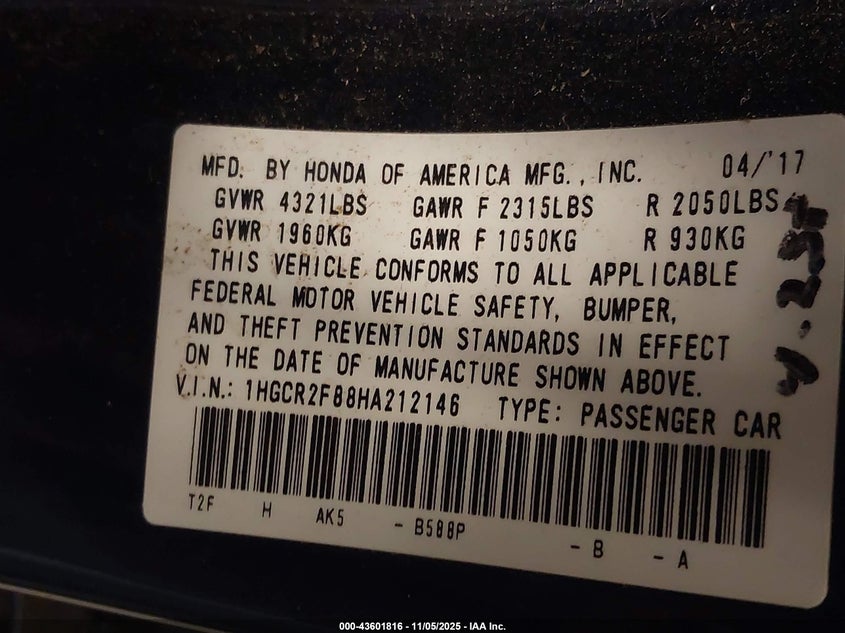 MFD. BY HONDA OF AMERICA MFG., INC. 04/'17
GVWR 4321LBS GAWR F 2315LBS R 2050LBS
GVWR 1960KG GAWR F 1050KG R 930KG
THIS VEHICLE CONFORMS TO ALL APPLICABLE
FEDERAL MOTOR VEHICLE SAFETY, BUMPER,
AND THEFT PREVENTION STANDARDS IN EFFECT
ON THE DATE OF MANUFACTURE SHOWN ABOVE.
V.I.N.: 1HGCR2F88HA212146 TYPE: PASSENGER CAR
T2F H AK5 - B588P - B - A
000-43601816 - 11/05/2025 - IAA Inc.